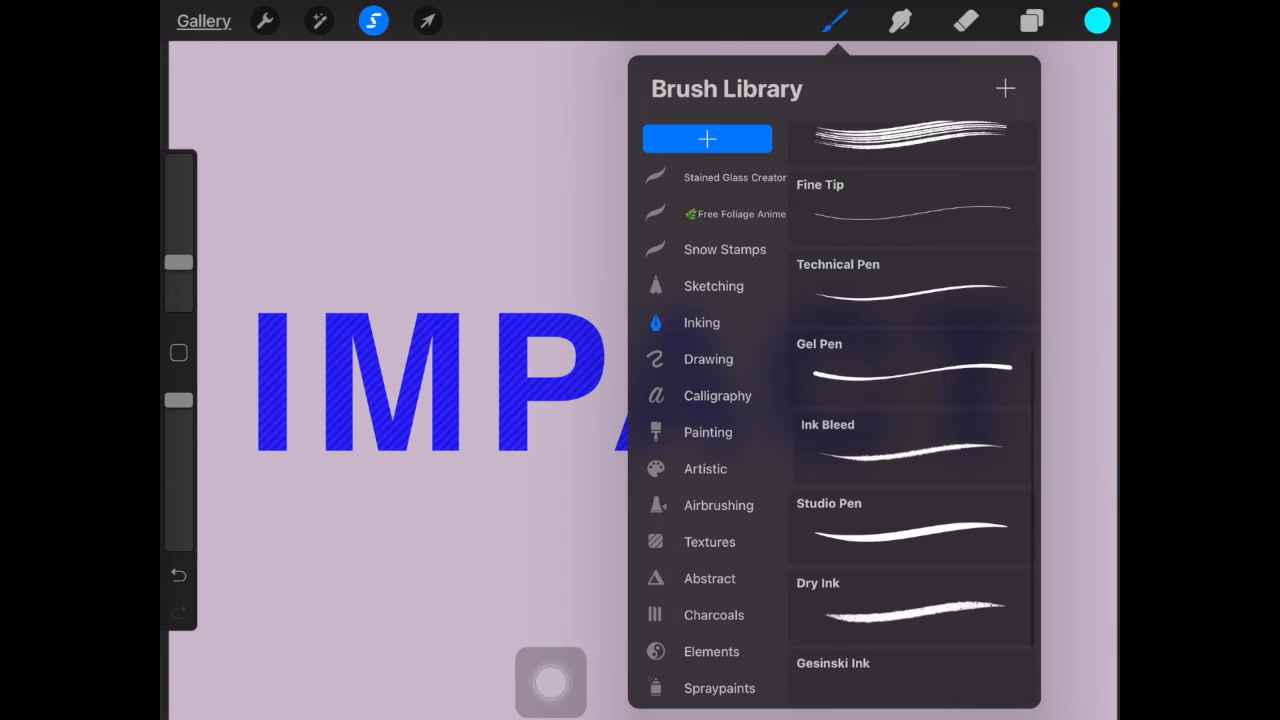 Gallery
Brush Library
Stained Glass Creator
🌿Free Foliage Anime
Snow Stamps
Sketching
Inking
Drawing
Calligraphy
Painting
Artistic
Airbrushing
Textures
Abstract
Charcoals
Elements
Spraypaints
Fine Tip
Technical Pen
Gel Pen
Ink Bleed
Studio Pen
Dry Ink
Gesinski Ink
IMPACT